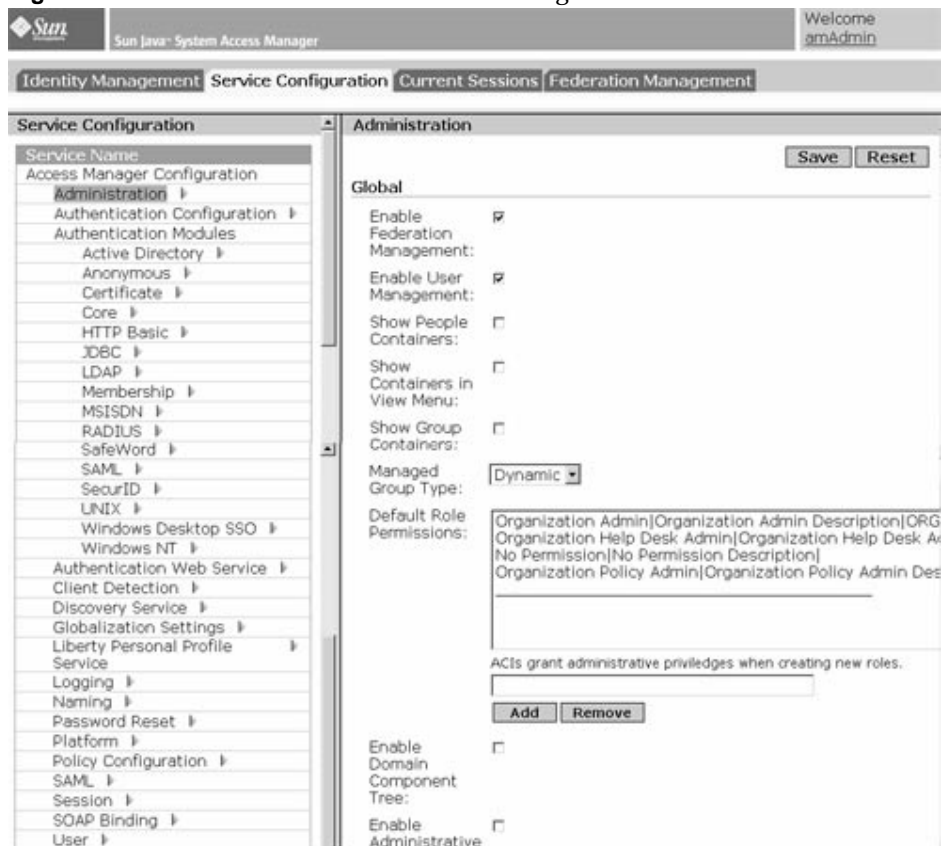 Sun
Sun Java™ System Access Manager
Welcome
amAdmin
Identity Management
Service Configuration
Current Sessions
Federation Management
Service Configuration
Service Name
Access Manager Configuration
Administration
Authentication Configuration
Authentication Modules
Active Directory
Anonymous
Certificate
Core
HTTP Basic
JDBC
LDAP
Membership
MSISDN
RADIUS
SafeWord
SAML
SecurID
UNIX
Windows Desktop SSO
Windows NT
Authentication Web Service
Client Detection
Discovery Service
Globalization Settings
Liberty Personal Profile
Service
Logging
Naming
Password Reset
Platform
Policy Configuration
SAML
Session
SOAP Binding
User
Administration
Save
Reset
Global
Enable
Federation
Management:
Enable User
Management:
Show People
Containers:
Show
Containers in
View Menu:
Show Group
Containers:
Managed
Group Type:
Dynamic
Default Role
Permissions:
Organization Admin|Organization Admin Description|ORG
Organization Help Desk Admin|Organization Help Desk A
No Permission|No Permission Description|
Organization Policy Admin|Organization Policy Admin Des
ACIs grant administrative priviledges when creating new roles.
Add
Remove
Enable
Domain
Component
Tree:
Enable
Administrative